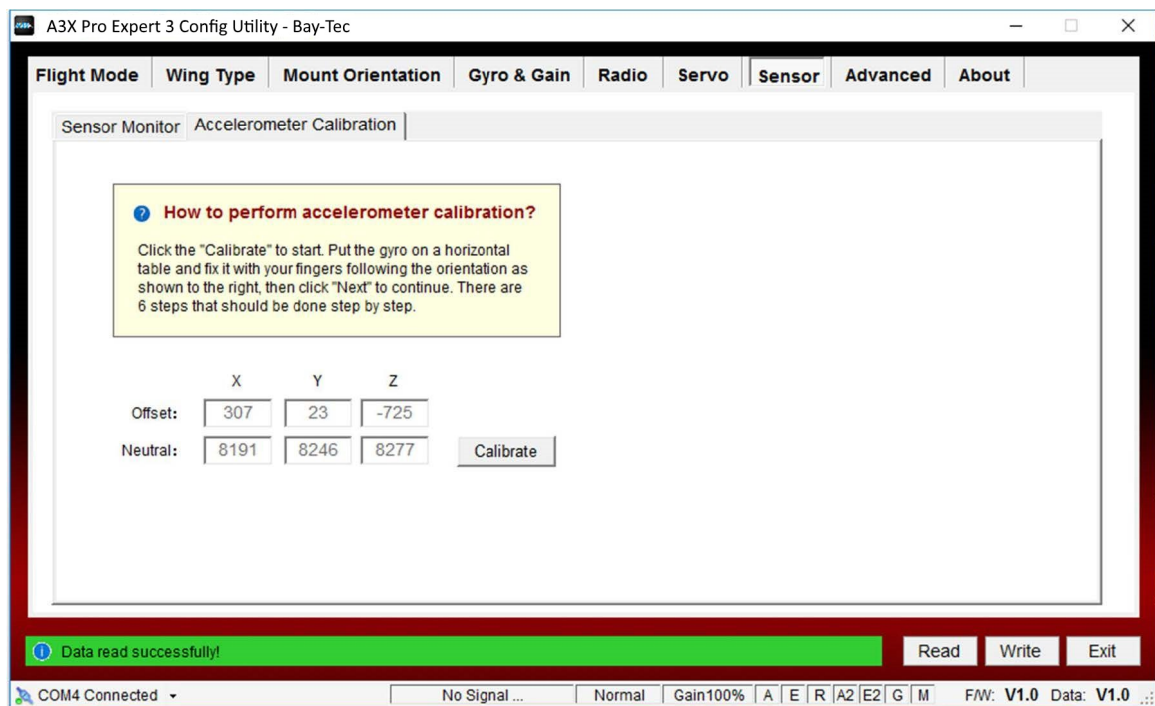 A3X Pro Expert 3 Config Utility - Bay-Tec
Flight Mode Wing Type Mount Orientation Gyro & Gain Radio Servo Sensor Advanced About
Sensor Monitor Accelerometer Calibration
How to perform accelerometer calibration?
Click the "Calibrate" to start. Put the gyro on a horizontal
table and fix it with your fingers following the orientation as
shown to the right, then click "Next" to continue. There are
6 steps that should be done step by step.
X Y Z
Offset: 307 23 -725
Neutral: 8191 8246 8277 Calibrate
Data read successfully! Read Write Exit
COM4 Connected No Signal ... Normal Gain100% A E R A2 E2 G M F/W: V1.0 Data: V1.0